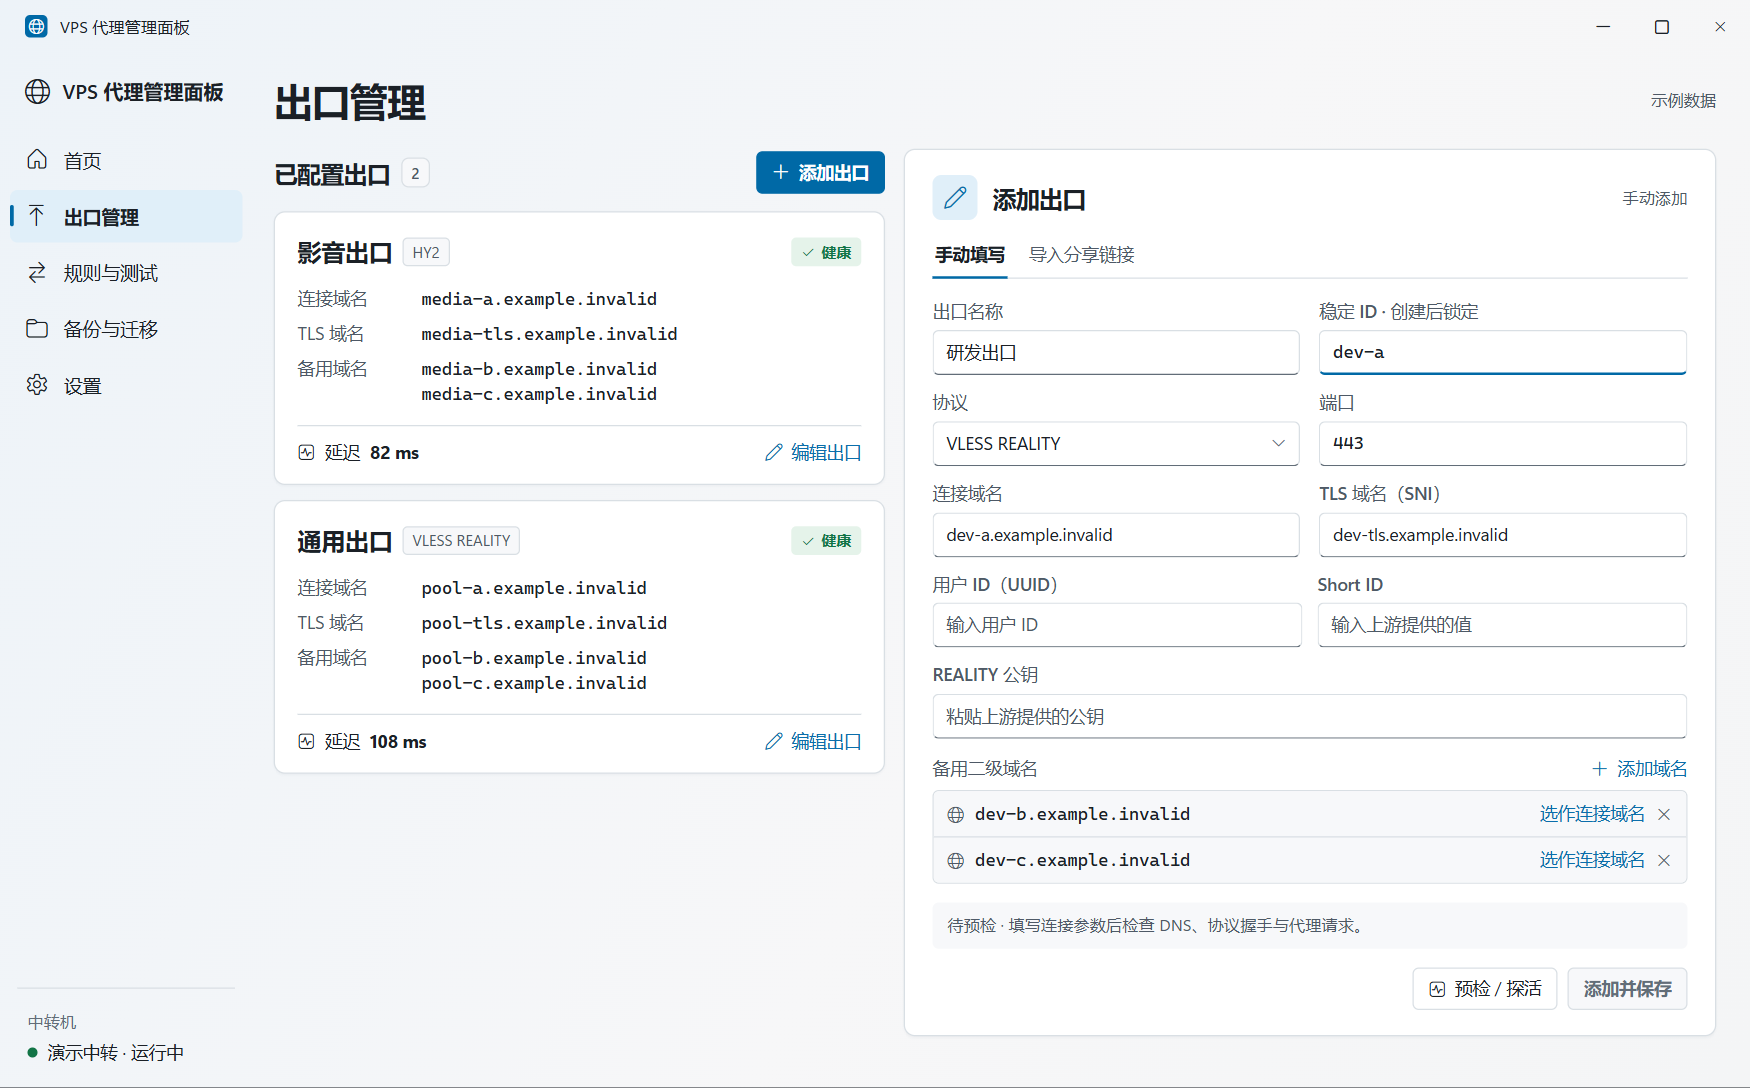 VPS 代理管理面板
VPS 代理管理面板
首页
出口管理
规则与测试
备份与迁移
设置
中转机
演示中转 · 运行中
出口管理
示例数据
已配置出口 2
添加出口
影音出口 HY2 健康
连接域名 media-a.example.invalid
TLS 域名 media-tls.example.invalid
备用域名 media-b.example.invalid
media-c.example.invalid
延迟 82 ms 编辑出口
通用出口 VLESS REALITY 健康
连接域名 pool-a.example.invalid
TLS 域名 pool-tls.example.invalid
备用域名 pool-b.example.invalid
pool-c.example.invalid
延迟 108 ms 编辑出口
添加出口 手动添加
手动填写 导入分享链接
出口名称 稳定 ID · 创建后锁定
研发出口 dev-a
协议 端口
VLESS REALITY 443
连接域名 TLS 域名（SNI）
dev-a.example.invalid dev-tls.example.invalid
用户 ID（UUID） Short ID
输入用户 ID 输入上游提供的值
REALITY 公钥
粘贴上游提供的公钥
备用二级域名 添加域名
dev-b.example.invalid 选作连接域名
dev-c.example.invalid 选作连接域名
待预检 · 填写连接参数后检查 DNS、协议握手与代理请求。
预检 / 探活 添加并保存